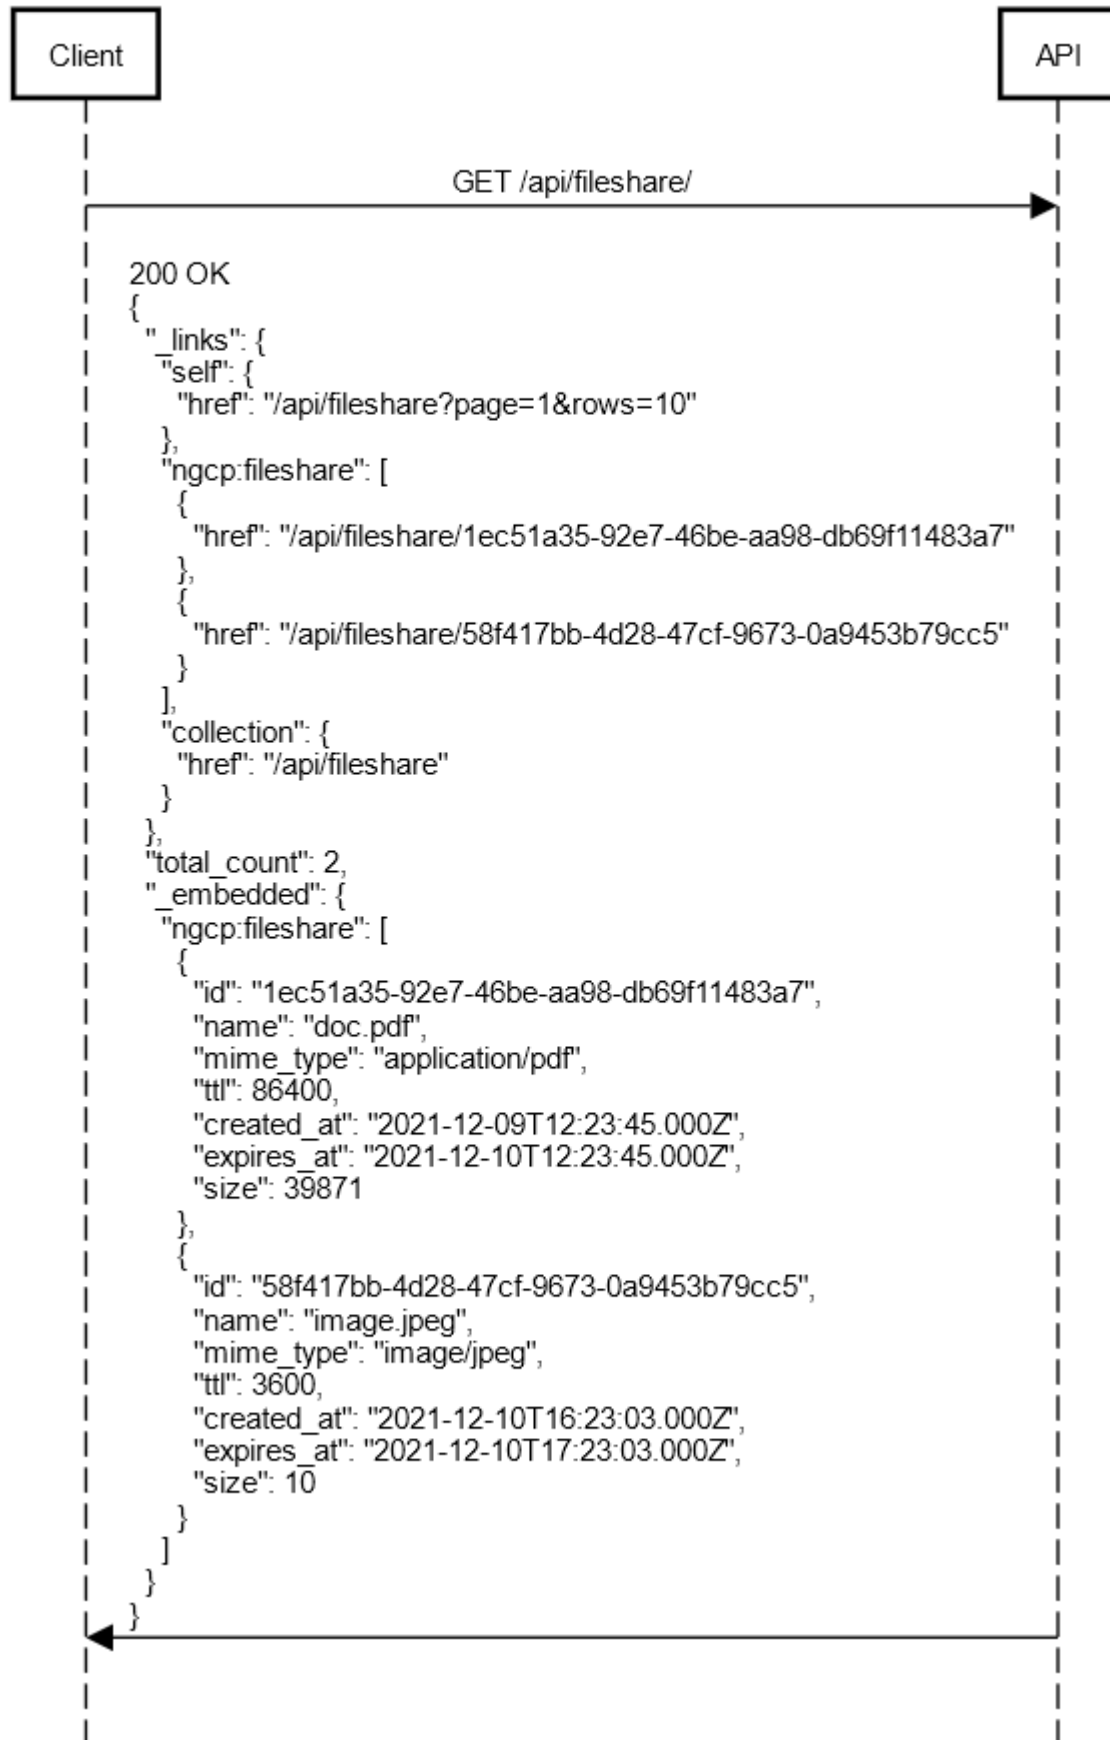 Client
API
GET /api/fileshare/
200 OK
{
"_links": {
"self": {
"href": "/api/fileshare?page=1&rows=10"
},
"ngcp:fileshare": [
{
"href": "/api/fileshare/1ec51a35-92e7-46be-aa98-db69f11483a7"
},
{
"href": "/api/fileshare/58f417bb-4d28-47cf-9673-0a9453b79cc5"
}
],
"collection": {
"href": "/api/fileshare"
}
},
"total_count": 2,
"_embedded": {
"ngcp:fileshare": [
{
"id": "1ec51a35-92e7-46be-aa98-db69f11483a7",
"name": "doc.pdf",
"mime_type": "application/pdf",
"ttl": 86400,
"created_at": "2021-12-09T12:23:45.000Z",
"expires_at": "2021-12-10T12:23:45.000Z",
"size": 39871
},
{
"id": "58f417bb-4d28-47cf-9673-0a9453b79cc5",
"name": "image.jpeg",
"mime_type": "image/jpeg",
"ttl": 3600,
"created_at": "2021-12-10T16:23:03.000Z",
"expires_at": "2021-12-10T17:23:03.000Z",
"size": 10
}
]
}
}